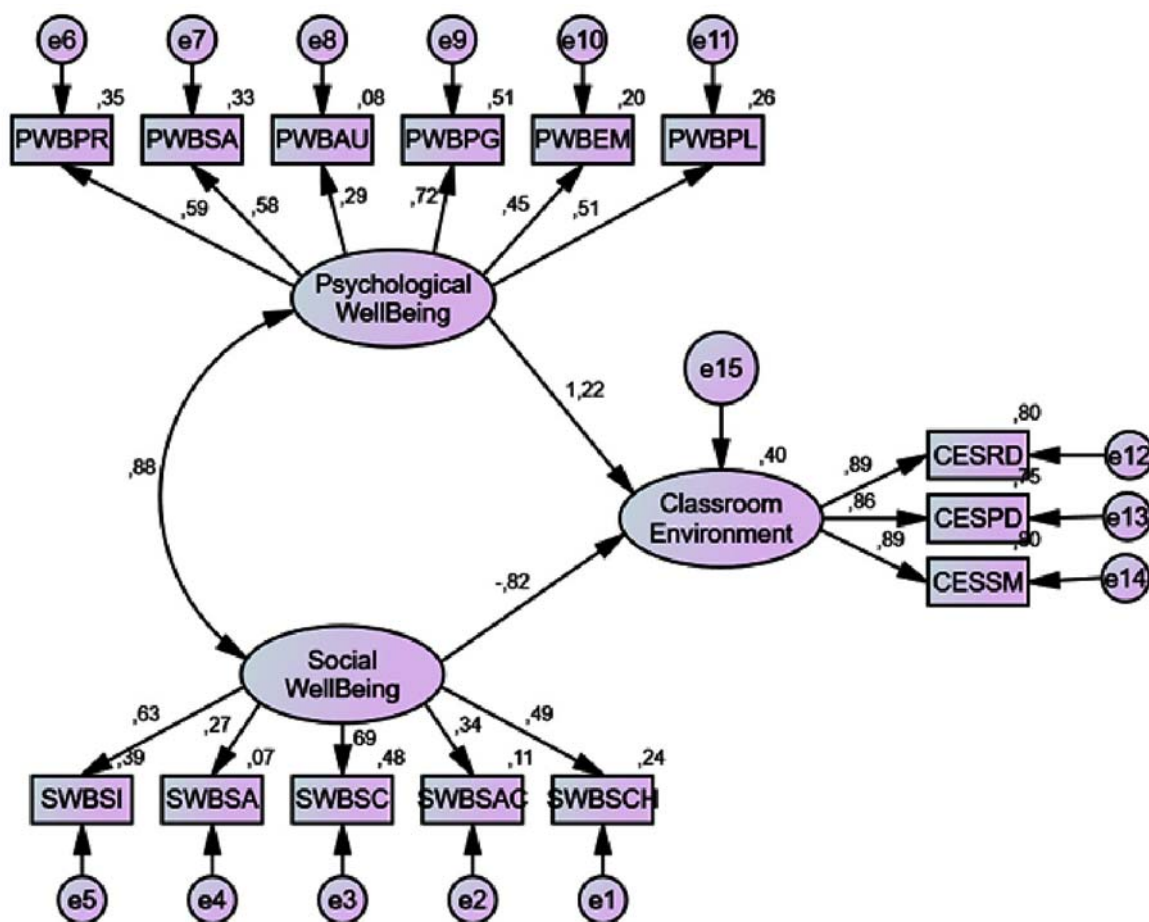 e6
e7
e8
e9
e10
e11
,35
,33
,08
,51
,20
,26
PWBPR
PWBSA
PWBAU
PWBPG
PWBEM
PWBPL
,59
,58
,29
,72
,45
,51
Psychological
WellBeing
e15
1,22
,88
,40
Classroom
Environment
,89
,86
,89
,80
CESRD
e12
,75
CESPD
e13
,80
CESSM
e14
-,82
Social
WellBeing
,63
,27
,69
,34
,49
,39
,07
,48
,11
,24
SWBSI
SWBSA
SWBSC
SWBSAC
SWBSCH
e5
e4
e3
e2
e1